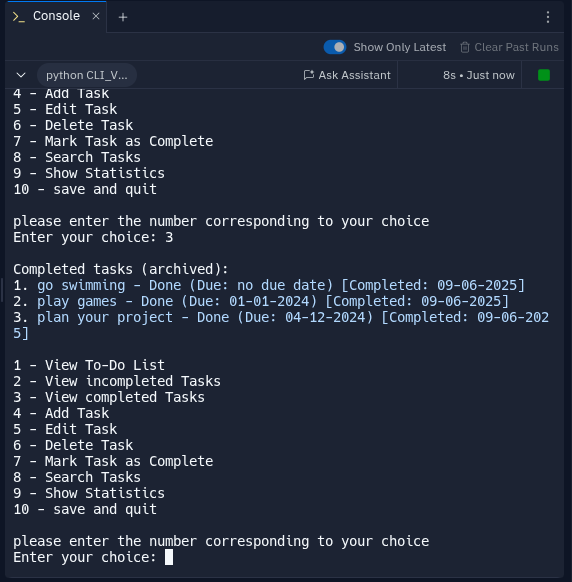 Console
Show Only Latest
Clear Past Runs
python CLI_V...
Ask Assistant
8s • Just now
4 - Add Task
5 - Edit Task
6 - Delete Task
7 - Mark Task as Complete
8 - Search Tasks
9 - Show Statistics
10 - save and quit
please enter the number corresponding to your choice
Enter your choice: 3
Completed tasks (archived):
1. go swimming - Done (Due: no due date) [Completed: 09-06-2025]
2. play games - Done (Due: 01-01-2024) [Completed: 09-06-2025]
3. plan your project - Done (Due: 04-12-2024) [Completed: 09-06-202
5]
1 - View To-Do List
2 - View incompleted Tasks
3 - View completed Tasks
4 - Add Task
5 - Edit Task
6 - Delete Task
7 - Mark Task as Complete
8 - Search Tasks
9 - Show Statistics
10 - save and quit
please enter the number corresponding to your choice
Enter your choice: